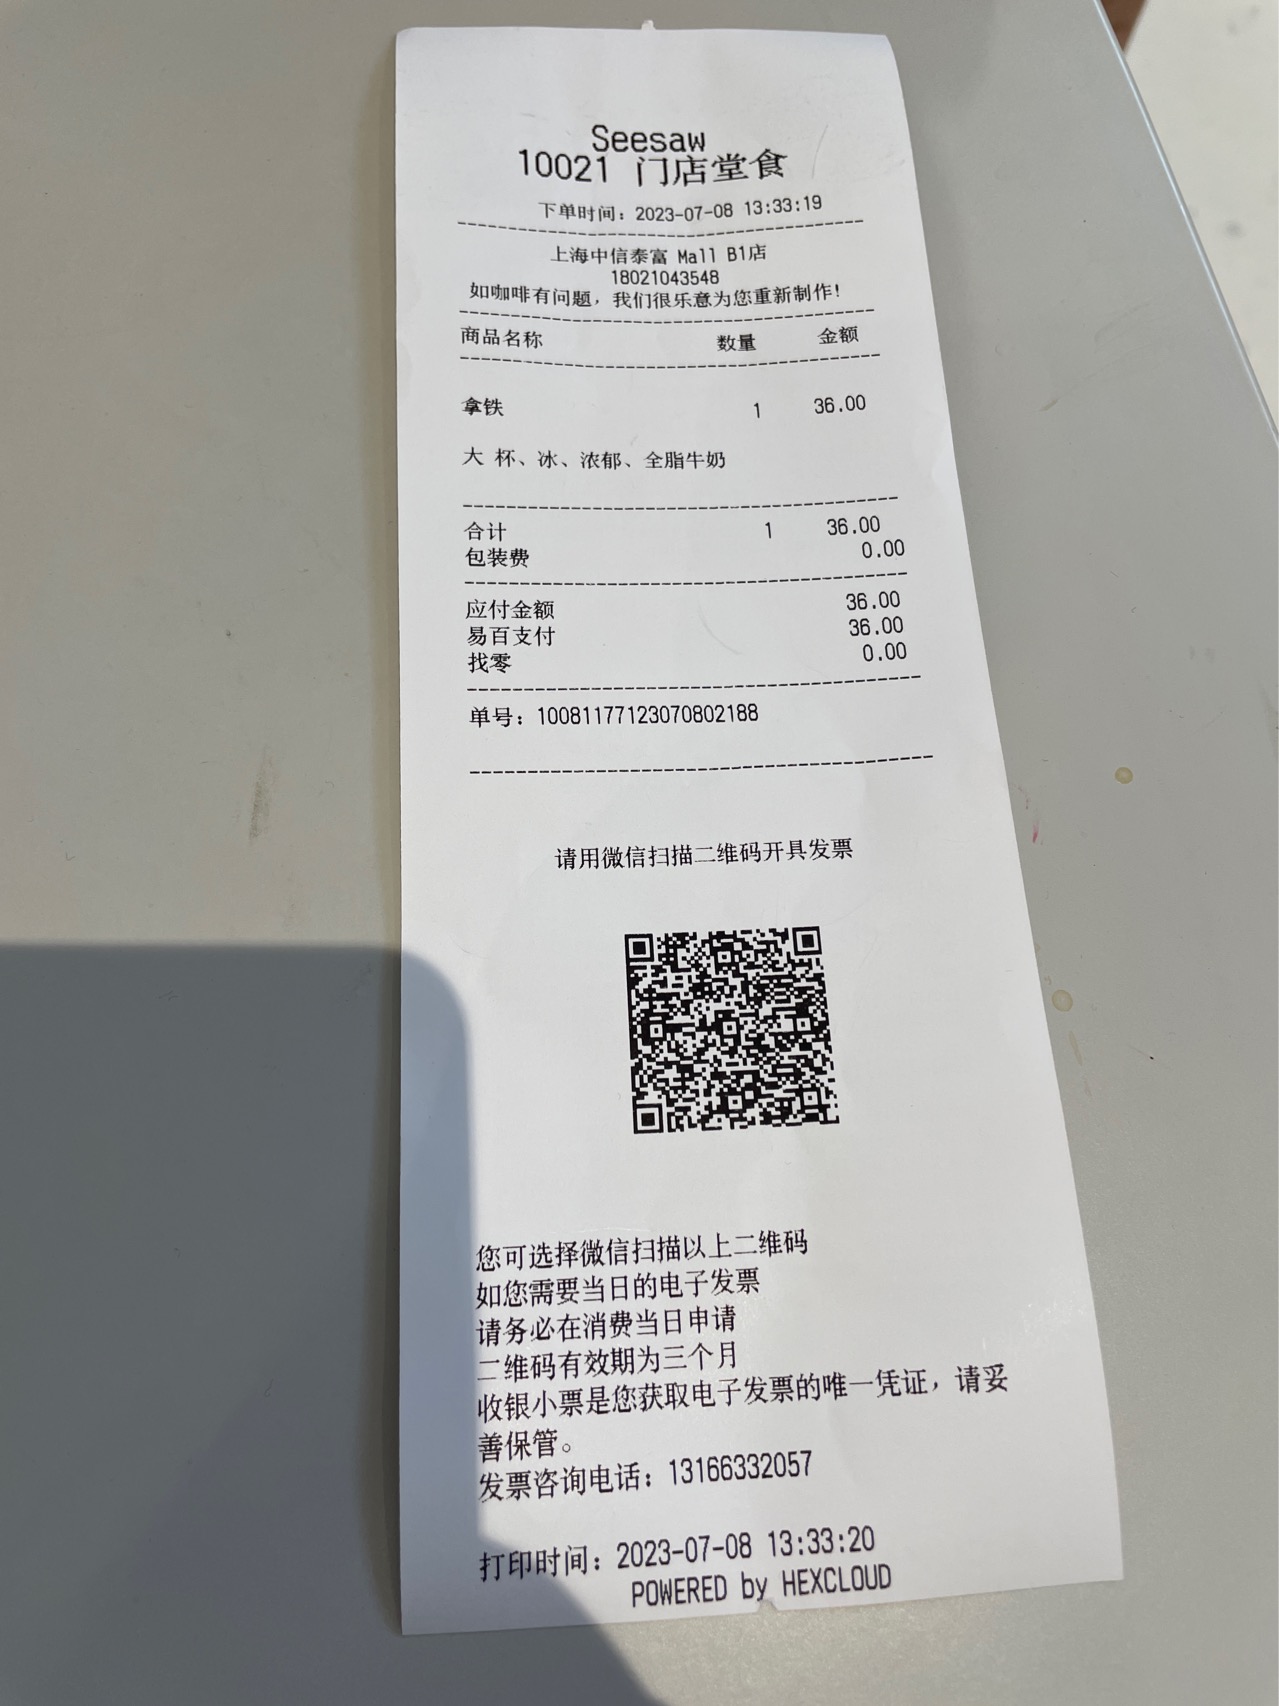 Seesaw
10021 门店堂食
下单时间：2023-07-08 13:33:19
上海中信泰富 Mall B1店
18021043548
如咖啡有问题，我们很乐意为您重新制作！
商品名称 数量 金额
拿铁 1 36.00
大 杯、冰、浓郁、全脂牛奶
合计 1 36.00
包装费 0.00
应付金额 36.00
易百支付 36.00
找零 0.00
单号：10081177123070802188
请用微信扫描二维码开具发票
您可选择微信扫描以上二维码
如您需要当日的电子发票
请务必在消费当日申请
二维码有效期为三个月
收银小票是您获取电子发票的唯一凭证，请妥
善保管。
发票咨询电话：13166332057
打印时间：2023-07-08 13:33:20
POWERED by HEXCLOUD